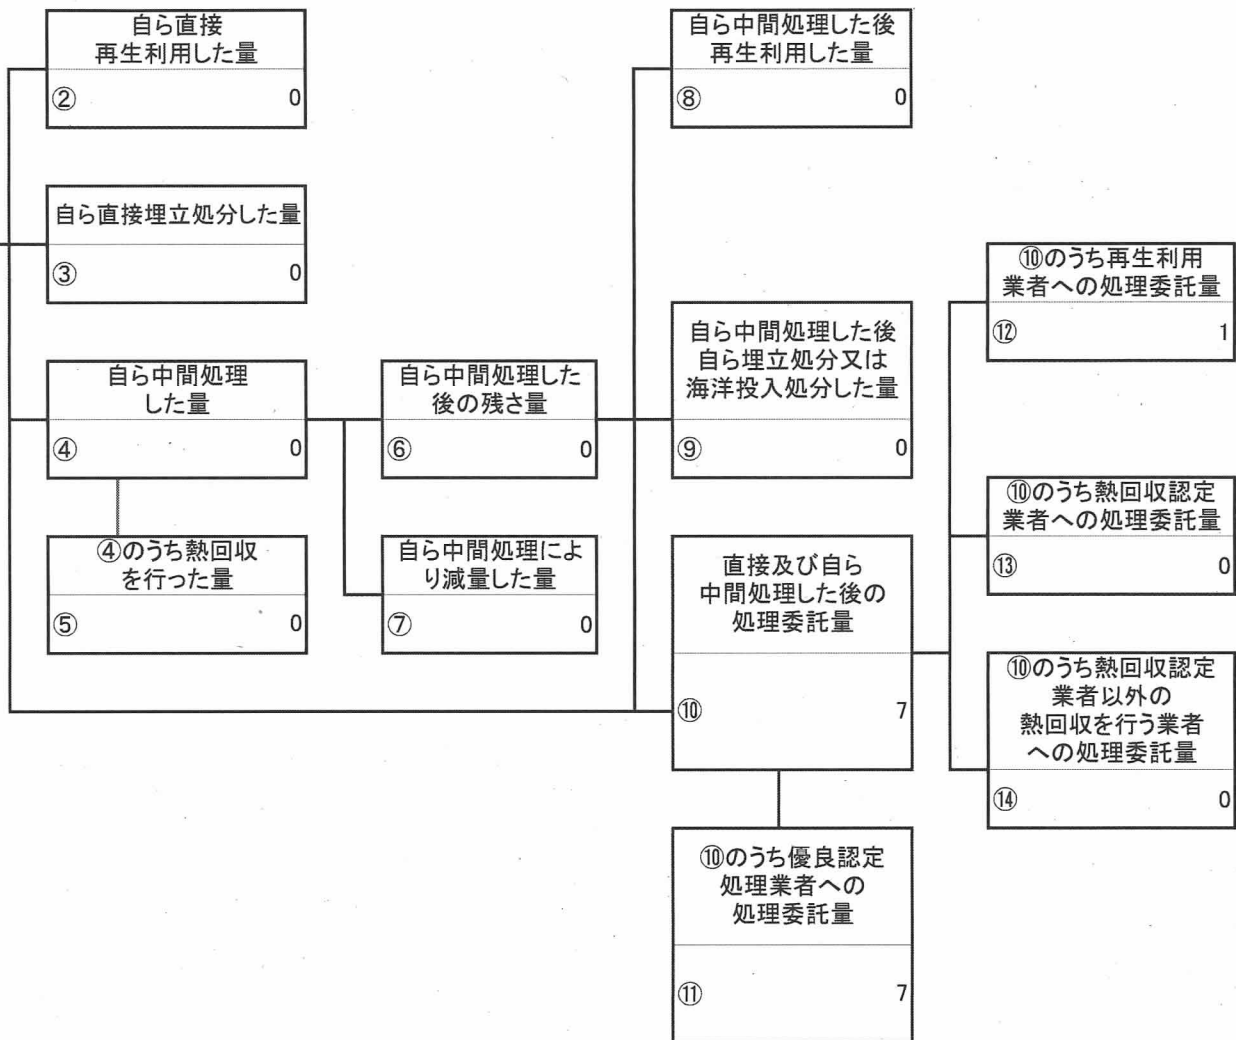 自ら直接
再生利用した量
② 0
自ら直接埋立処分した量
③ 0
自ら中間処理
した量
④ 0
④のうち熱回収
を行った量
⑤ 0
自ら中間処理した
後の残さ量
⑥ 0
自ら中間処理によ
り減量した量
⑦ 0
自ら中間処理した後
再生利用した量
⑧ 0
自ら中間処理した後
自ら埋立処分又は
海洋投入処分した量
⑨ 0
直接及び自ら
中間処理した後の
処理委託量
⑩ 7
⑩のうち優良認定
処理業者への
処理委託量
⑪ 7
⑩のうち再生利用
業者への処理委託量
⑫ 1
⑩のうち熱回収認定
業者への処理委託量
⑬ 0
⑩のうち熱回収認定
業者以外の
熱回収を行う業者
への処理委託量
⑭ 0